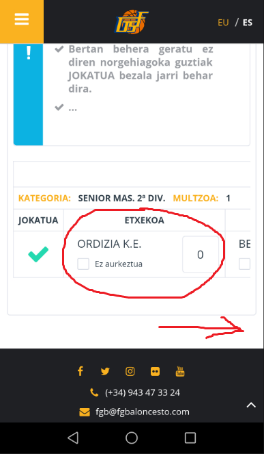 EU / ES
Bertan behera geratu ez
diren norgehiagoka guztiak
JOKATUA bezala jarri behar
dira.
...
KATEGORIA: SENIOR MAS. 2ª DIV. MULTZOA: 1
JOKATUA ETXEKOA
ORDIZIA K.E. 0 BE
Ez aurkeztua
(+34) 943 47 33 24
fgb@fgbaloncesto.com